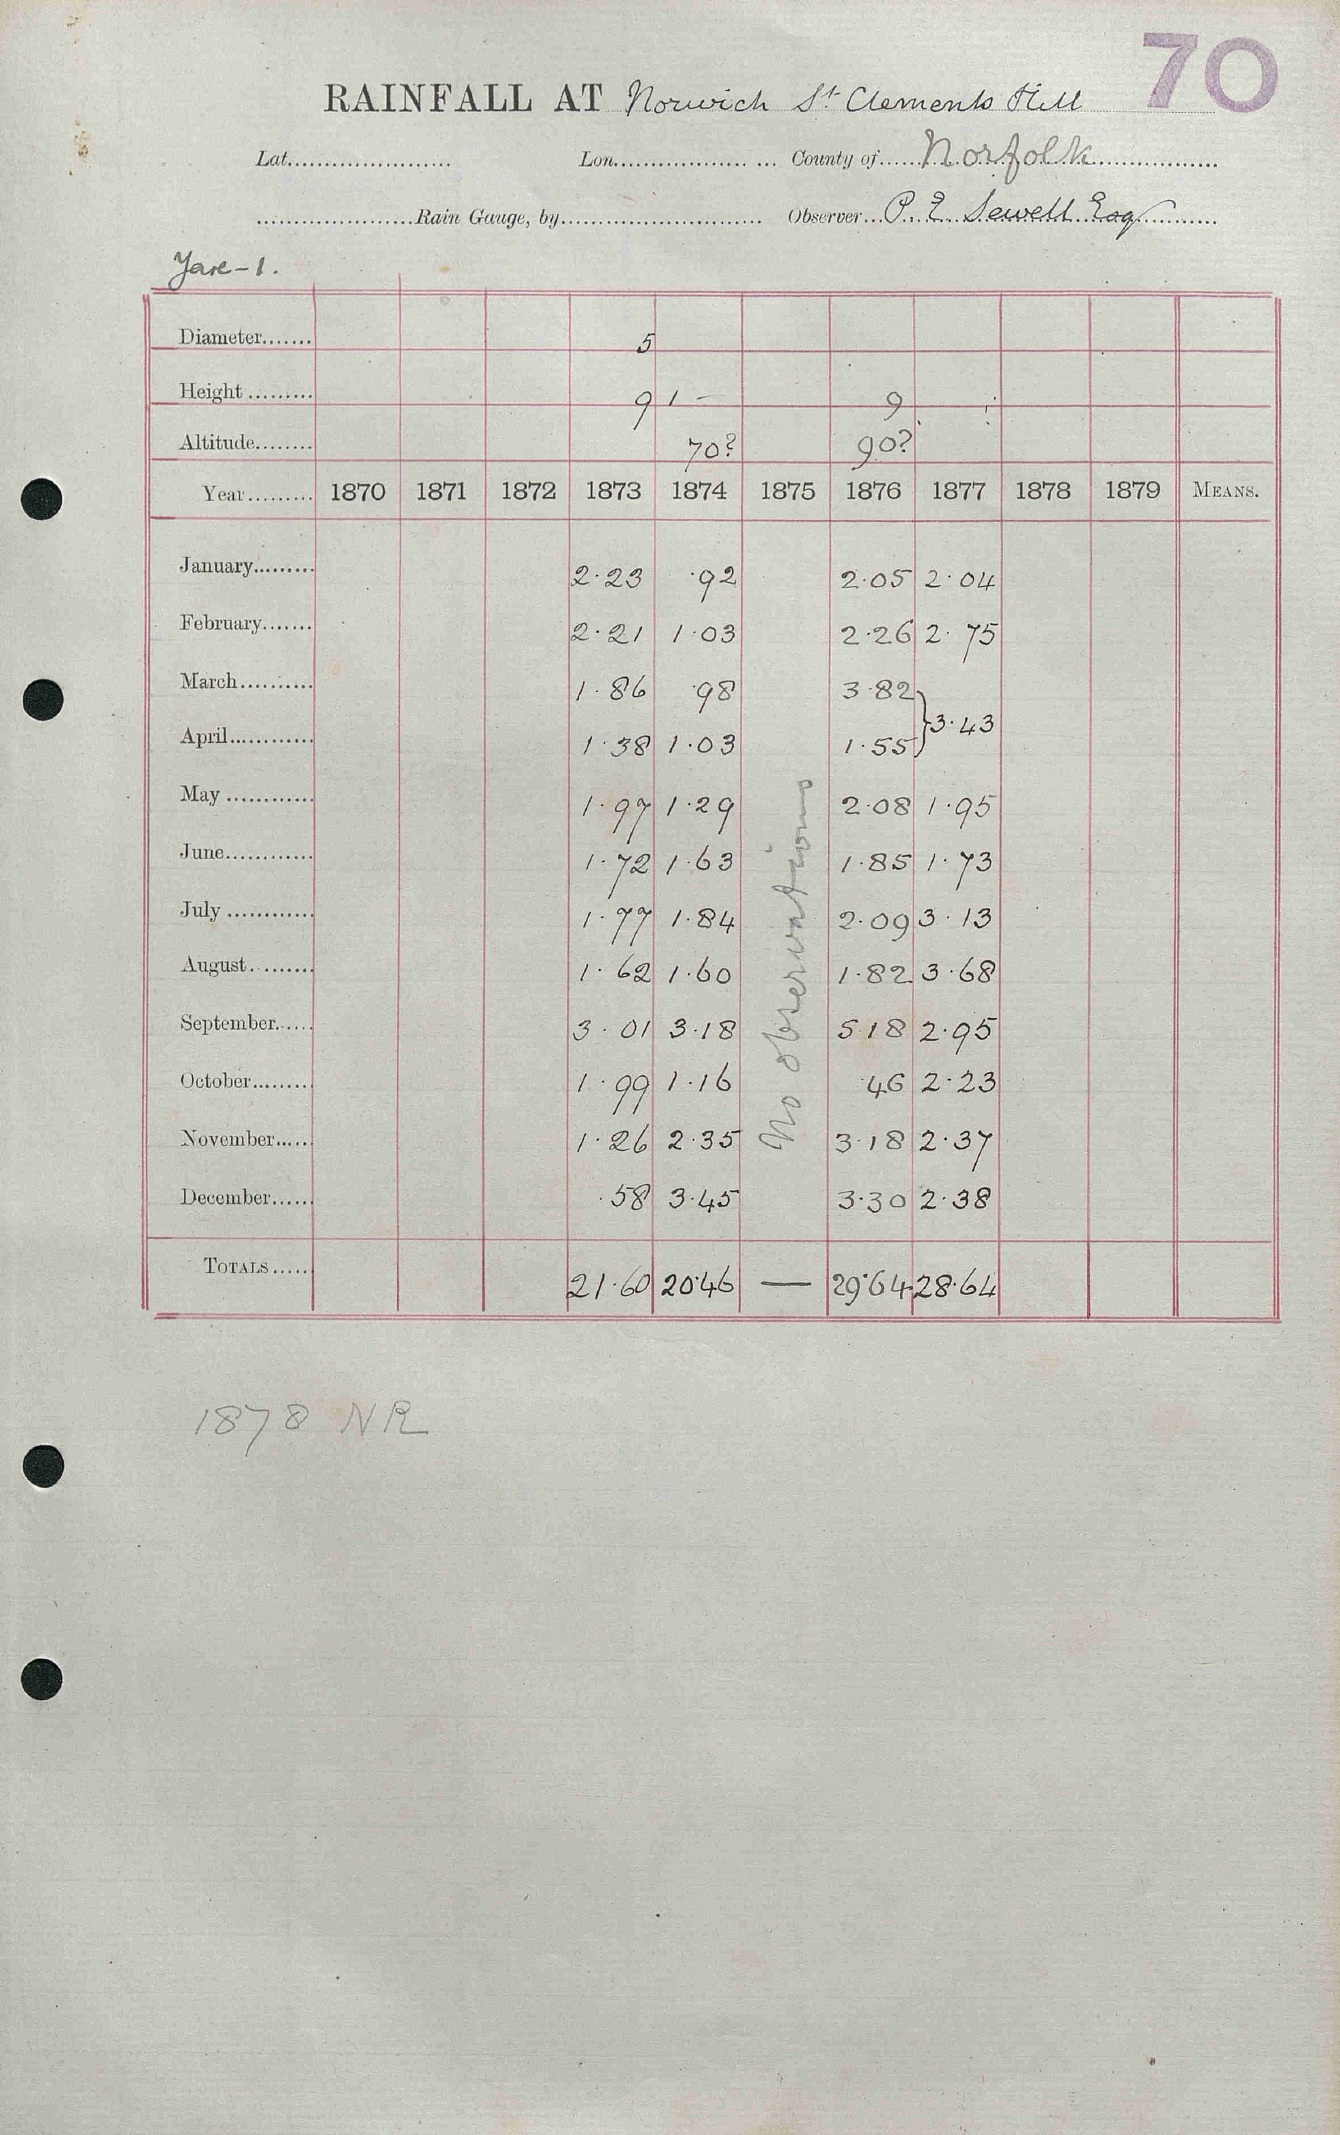 70
RAINFALL AT Norwich St Clements Hill
Lat...................... Lon.................. ... County of......Norfolk.................
.....................Rain Gauge, by........................... Observer...P. E. Sewell Esq..........
Yare-1.
Diameter....... 5
Height ......... 9 1 - 9
Altitude........ 70? 90?
Year......... 1870 1871 1872 1873 1874 1875 1876 1877 1878 1879 MEANS.
January......... 2.23 .92 2.05 2.04
February....... 2.21 1.03 2.26 2.75
March.......... 1.86 .98 3.82
} 3.43
April............ 1.38 1.03 1.55
May ............ 1.97 1.29 2.08 1.95
June............ 1.72 1.63 1.85 1.73
July ............ 1.77 1.84 2.09 3.13
August......... 1.62 1.60 1.82 3.68
September...... 3.01 3.18 5.18 2.95
October......... 1.99 1.16 .46 2.23
November...... 1.26 2.35 3.18 2.37
December...... .58 3.45 3.30 2.38
No observations
TOTALS..... 21.60 20.46 — 29.64 28.64
1878 NR